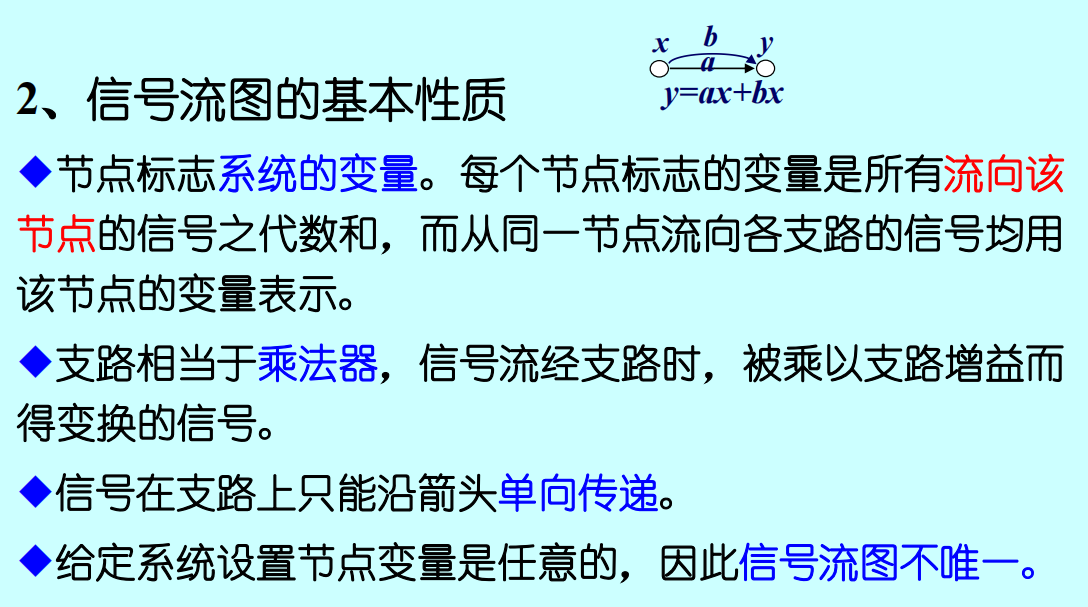 x b y
a
y=ax+bx
2、信号流图的基本性质
◆节点标志系统的变量。每个节点标志的变量是所有流向该
节点的信号之代数和，而从同一节点流向各支路的信号均用
该节点的变量表示。
◆支路相当于乘法器，信号流经支路时，被乘以支路增益而
得变换的信号。
◆信号在支路上只能沿箭头单向传递。
◆给定系统设置节点变量是任意的，因此信号流图不唯一。